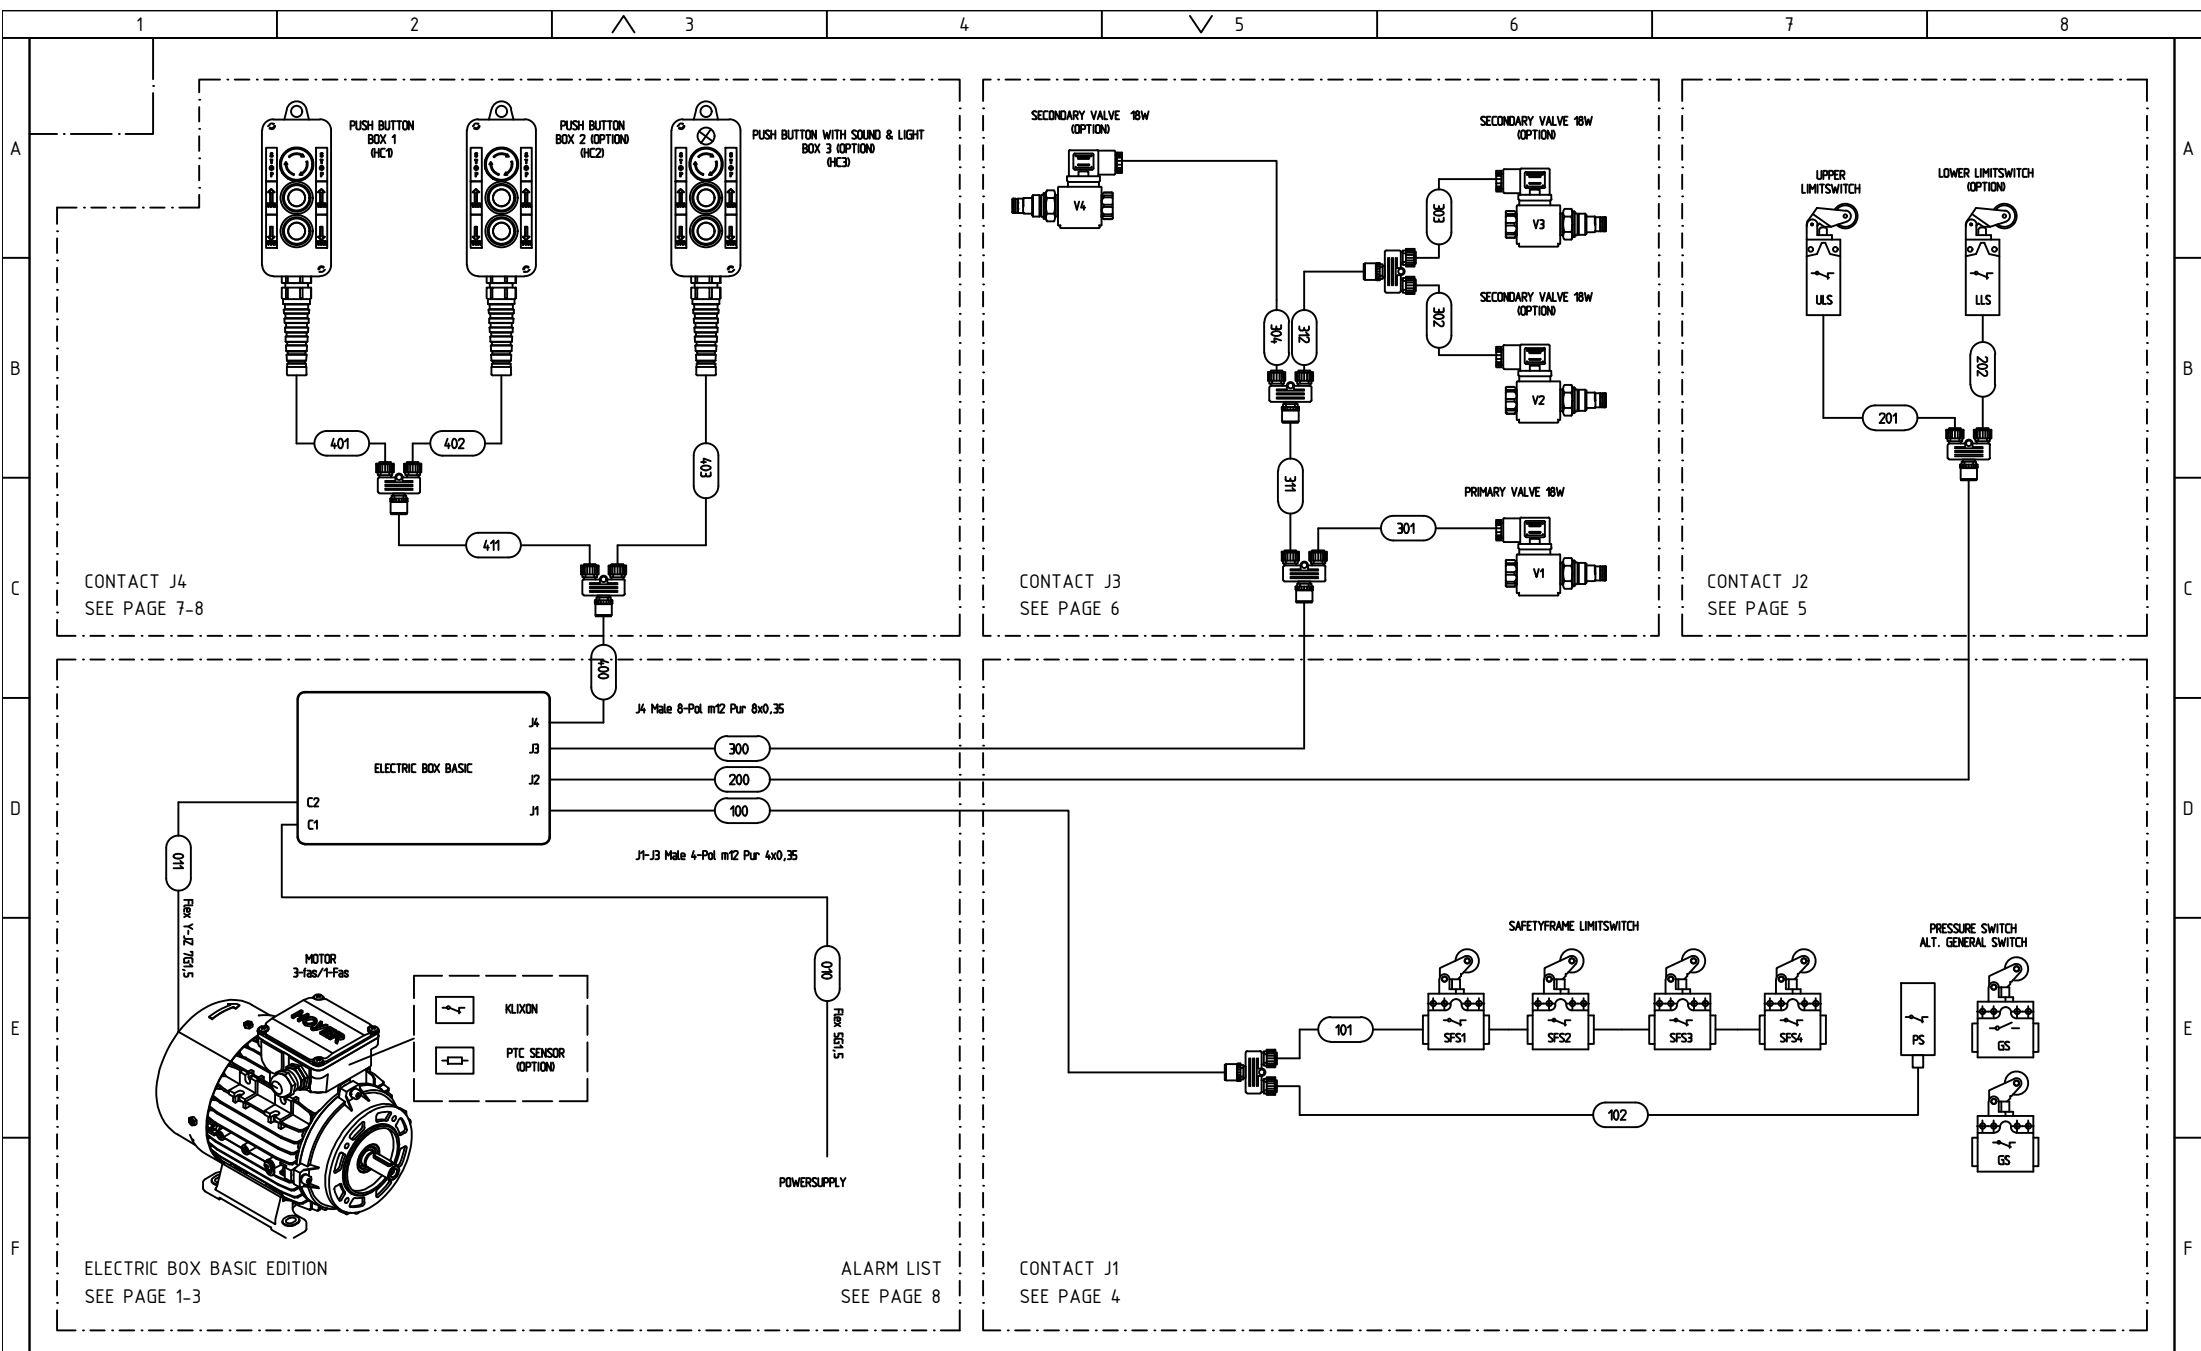 1 2 3 4 5 6 7 8
A
B
C
D
E
F
A
B
C
D
E
F
PUSH BUTTON
BOX 1
(HC1)
PUSH BUTTON
BOX 2 (OPTION)
(HC2)
PUSH BUTTON WITH SOUND & LIGHT
BOX 3 (OPTION)
(HC3)
STOP
STOP
STOP
STOP
STOP
STOP
401
402
403
411
CONTACT J4
SEE PAGE 7-8
400
SECONDARY VALVE 18W
(OPTION)
V4
SECONDARY VALVE 18W
(OPTION)
V3
303
SECONDARY VALVE 18W
(OPTION)
V2
302
304
312
311
PRIMARY VALVE 18W
301
V1
CONTACT J3
SEE PAGE 6
UPPER
LIMITSWITCH
ULS
LOWER LIMITSWITCH
(OPTION)
LLS
202
201
CONTACT J2
SEE PAGE 5
ELECTRIC BOX BASIC
J4
J3
J2
J1
C2
C1
J4 Male 8-Pol m12 Pur 8x0,35
300
200
100
J1-J3 Male 4-Pol m12 Pur 4x0,35
011
Flex Y-JZ 7G1,5
MOTOR
3-fas/1-Fas
HOYER
KLIXON
PTC SENSOR
(OPTION)
010
Flex 5G1,5
POWERSUPPLY
ELECTRIC BOX BASIC EDITION
SEE PAGE 1-3
ALARM LIST
SEE PAGE 8
SAFETYFRAME LIMITSWITCH
101
SFS1
SFS2
SFS3
SFS4
PRESSURE SWITCH
ALT. GENERAL SWITCH
PS
GS
GS
102
CONTACT J1
SEE PAGE 4